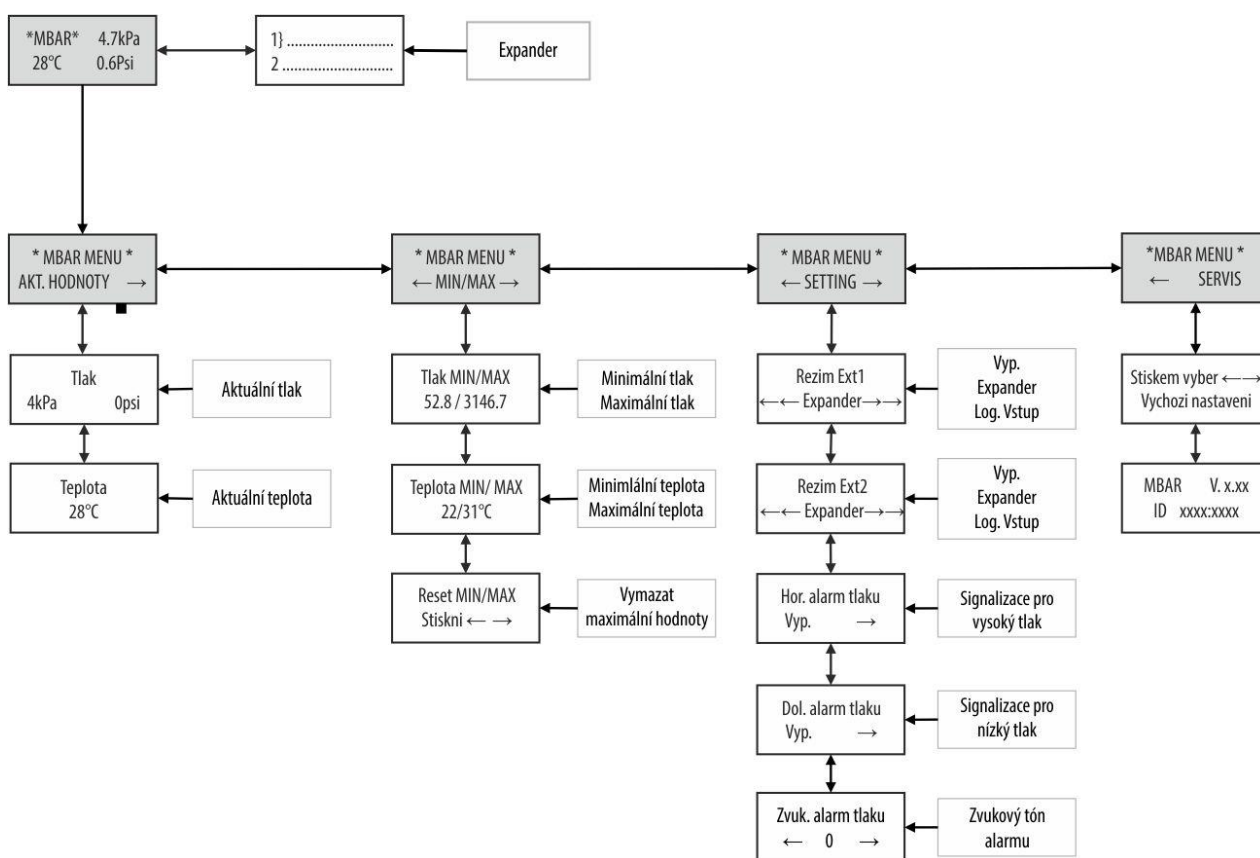 *MBAR* 4.7kPa
28°C 0.6Psi
1} ............................
2 ............................
Expander
* MBAR MENU *
AKT. HODNOTY →
Tlak
4kPa 0psi
Aktuální tlak
Teplota
28°C
Aktuální teplota
* MBAR MENU *
← MIN/MAX →
Tlak MIN/MAX
52.8 / 3146.7
Minimální tlak
Maximální tlak
Teplota MIN/ MAX
22/31°C
Minimlální teplota
Maximální teplota
Reset MIN/MAX
Stiskni ← →
Vymazat
maximální hodnoty
* MBAR MENU *
← SETTING →
Rezim Ext1
←← Expander→→
Vyp.
Expander
Log. Vstup
Rezim Ext2
←← Expander→→
Vyp.
Expander
Log. Vstup
Hor. alarm tlaku
Vyp. →
Signalizace pro
vysoký tlak
Dol. alarm tlaku
Vyp. →
Signalizace pro
nízký tlak
Zvuk. alarm tlaku
← 0 →
Zvukový tón
alarmu
*MBAR MENU *
← SERVIS
Stiskem vyber ←→
Vychozi nastaveni
MBAR V. x.xx
ID xxxx:xxxx